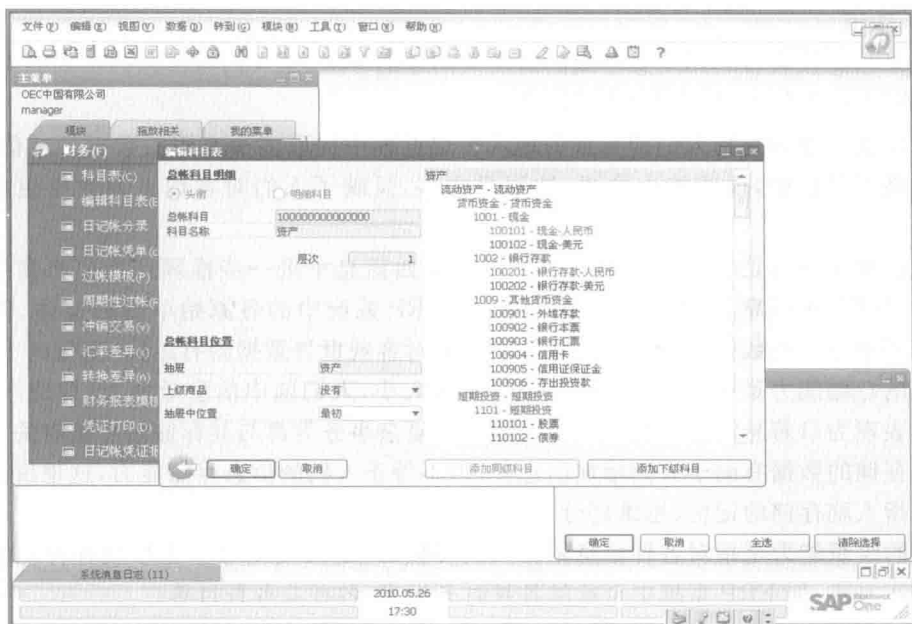 文件(F) 编辑(E) 视图(V) 数据(D) 转到(G) 模块(M) 工具(T) 窗口(W) 帮助(H)
主菜单
OEC中国有限公司
manager
模块 拖放相关 我的菜单
财务(F)
科目表(C)
编辑科目表(E
日记帐分录
日记帐凭单(
过帐模板(P)
周期性过帐(
冲销交易(V)
汇率差异(X)
转换差异(N)
财务报表模
凭证打印(D)
日记帐凭证
编辑科目表
总帐科目明细
头衔 明细科目
总帐科目 100000000000000
科目名称 资产
层次 1
总帐科目位置
抽屉 资产
上级商品 没有
抽屉中位置 最初
确定 取消 添加同级科目 添加下级科目
资产
流动资产 - 流动资产
货币资金 - 货币资金
1001 - 现金
100101 - 现金-人民币
100102 - 现金-美元
1002 - 银行存款
100201 - 银行存款-人民币
100202 - 银行存款-美元
1009 - 其他货币资金
100901 - 外埠存款
100902 - 银行本票
100903 - 银行汇票
100904 - 信用卡
100905 - 信用证保证金
100906 - 存出投资款
短期投资 - 短期投资
1101 - 短期投资
110101 - 股票
110102 - 债券
确定 取消 全选 清除选择
系统消息日志 (11)
2010.05.26
17:30
SAP Business One